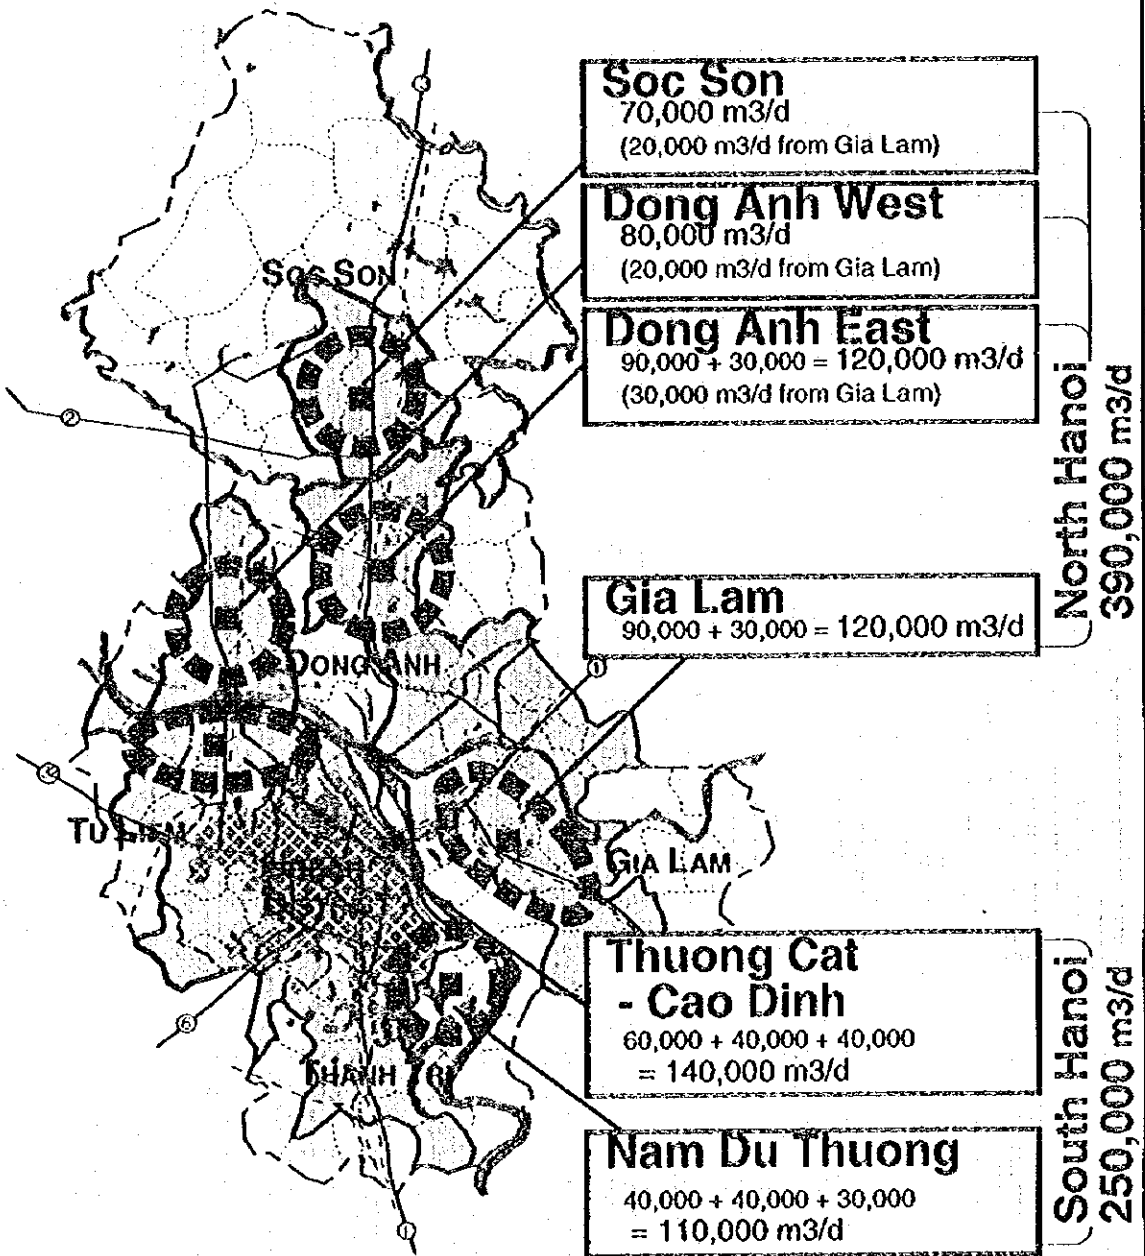 Soc Son
70,000 m3/d
(20,000 m3/d from Gia Lam)
Dong Anh West
80,000 m3/d
(20,000 m3/d from Gia Lam)
Dong Anh East
90,000 + 30,000 = 120,000 m3/d
(30,000 m3/d from Gia Lam)
North Hanoi
390,000 m3/d
Gia Lam
90,000 + 30,000 = 120,000 m3/d
Thuong Cat
- Cao Dinh
60,000 + 40,000 + 40,000
= 140,000 m3/d
Nam Du Thuong
40,000 + 40,000 + 30,000
= 110,000 m3/d
South Hanoi
250,000 m3/d
SOC SON
2
DONG ANH
1
TU LIEM
GIA LAM
6
THANH TRI
1